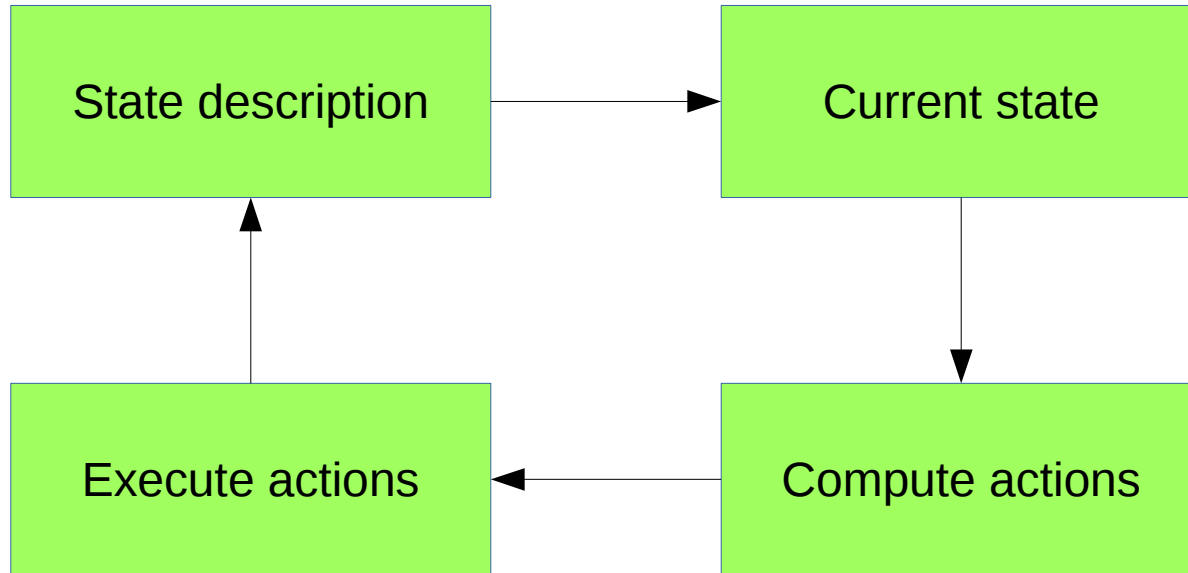 State description
Current state
Execute actions
Compute actions